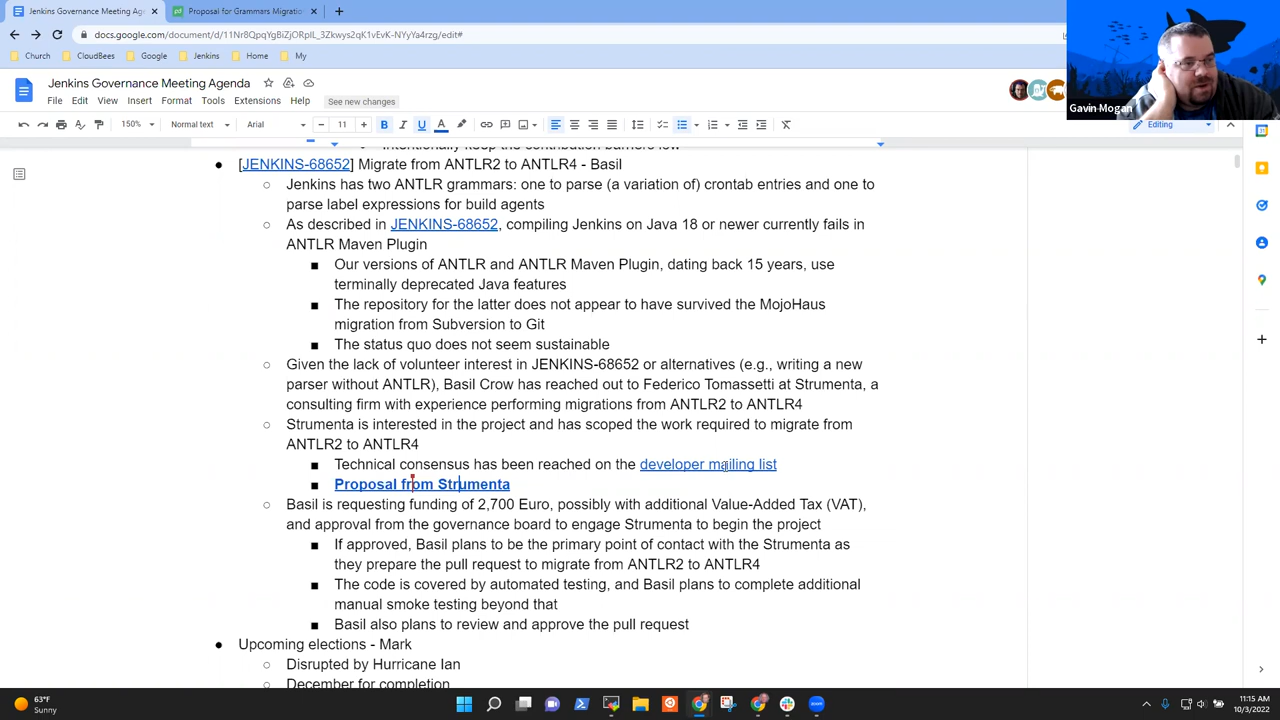 Jenkins Governance Meeting Age
Proposal for Grammars Migratio
docs.google.com/document/d/11Nr8QpqYgBiZjORpIL_3Zkwys2qK1vEvK-NYyYa4rzg/edit#
Church
CloudBees
Google
Jenkins
Home
My
Jenkins Governance Meeting Agenda
File Edit View Insert Format Tools Extensions Help
See new changes
150%
Normal text
Arial
11
Editing
Gavin Mogan
Intentionally keep the contribution barriers low
[JENKINS-68652] Migrate from ANTLR2 to ANTLR4 - Basil
Jenkins has two ANTLR grammars: one to parse (a variation of) crontab entries and one to
parse label expressions for build agents
As described in JENKINS-68652, compiling Jenkins on Java 18 or newer currently fails in
ANTLR Maven Plugin
Our versions of ANTLR and ANTLR Maven Plugin, dating back 15 years, use
terminally deprecated Java features
The repository for the latter does not appear to have survived the MojoHaus
migration from Subversion to Git
The status quo does not seem sustainable
Given the lack of volunteer interest in JENKINS-68652 or alternatives (e.g., writing a new
parser without ANTLR), Basil Crow has reached out to Federico Tomassetti at Strumenta, a
consulting firm with experience performing migrations from ANTLR2 to ANTLR4
Strumenta is interested in the project and has scoped the work required to migrate from
ANTLR2 to ANTLR4
Technical consensus has been reached on the developer mailing list
Proposal from Strumenta
Basil is requesting funding of 2,700 Euro, possibly with additional Value-Added Tax (VAT),
and approval from the governance board to engage Strumenta to begin the project
If approved, Basil plans to be the primary point of contact with the Strumenta as
they prepare the pull request to migrate from ANTLR2 to ANTLR4
The code is covered by automated testing, and Basil plans to complete additional
manual smoke testing beyond that
Basil also plans to review and approve the pull request
Upcoming elections - Mark
Disrupted by Hurricane Ian
December for completion
63°F
Sunny
11:15 AM
10/3/2022